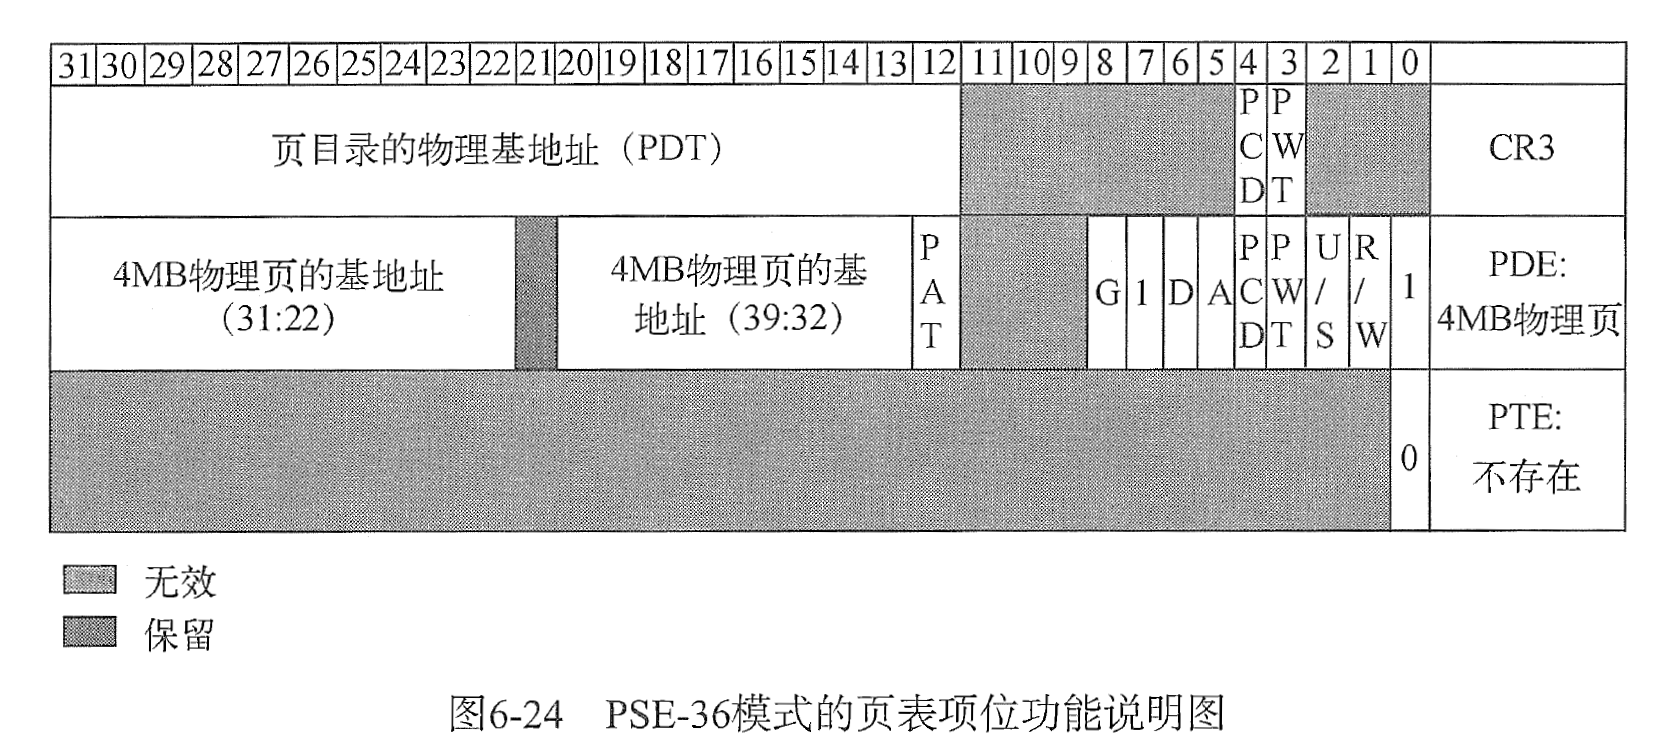 31 30 29 28 27 26 25 24 23 22 21 20 19 18 17 16 15 14 13 12 11 10 9 8 7 6 5 4 3 2 1 0
页目录的物理基地址（PDT）
PCD
PWT
CR3
4MB物理页的基地址
（31:22）
4MB物理页的基
地址（39:32）
PAT
G
1
D
A
PCD
PWT
U/S
R/W
1
PDE:
4MB物理页
0
PTE:
不存在
无效
保留
图6-24 PSE-36模式的页表项位功能说明图